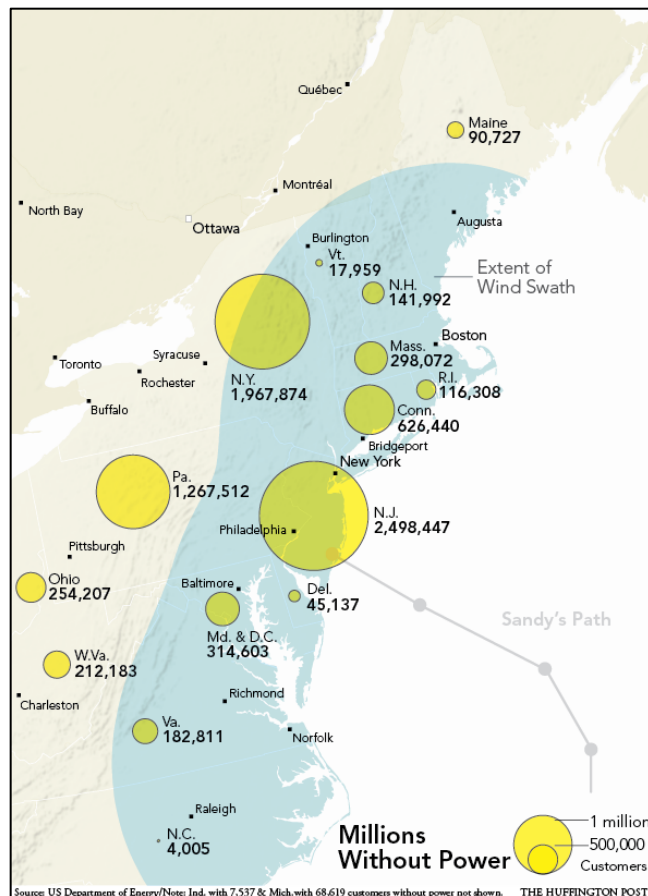 Québec
Maine
90,727
Montréal
North Bay
Ottawa
Augusta
Burlington
Vt.
17,959
Extent of
Wind Swath
N.H.
141,992
Boston
Mass.
298,072
Toronto
Syracuse
Rochester
N.Y.
1,967,874
R.I.
116,308
Buffalo
Conn.
626,440
Bridgeport
New York
Pa.
1,267,512
N.J.
2,498,447
Philadelphia
Pittsburgh
Ohio
254,207
Baltimore
Del.
45,137
Sandy's Path
Md. & D.C.
314,603
W.Va.
212,183
Charleston
Richmond
Va.
182,811
Norfolk
Raleigh
N.C.
4,005
Millions
Without Power
1 million
500,000
Customers
Source: US Department of Energy/Note: Ind. with 7,537 & Mich.with 68,619 customers without power not shown.
THE HUFFINGTON POST